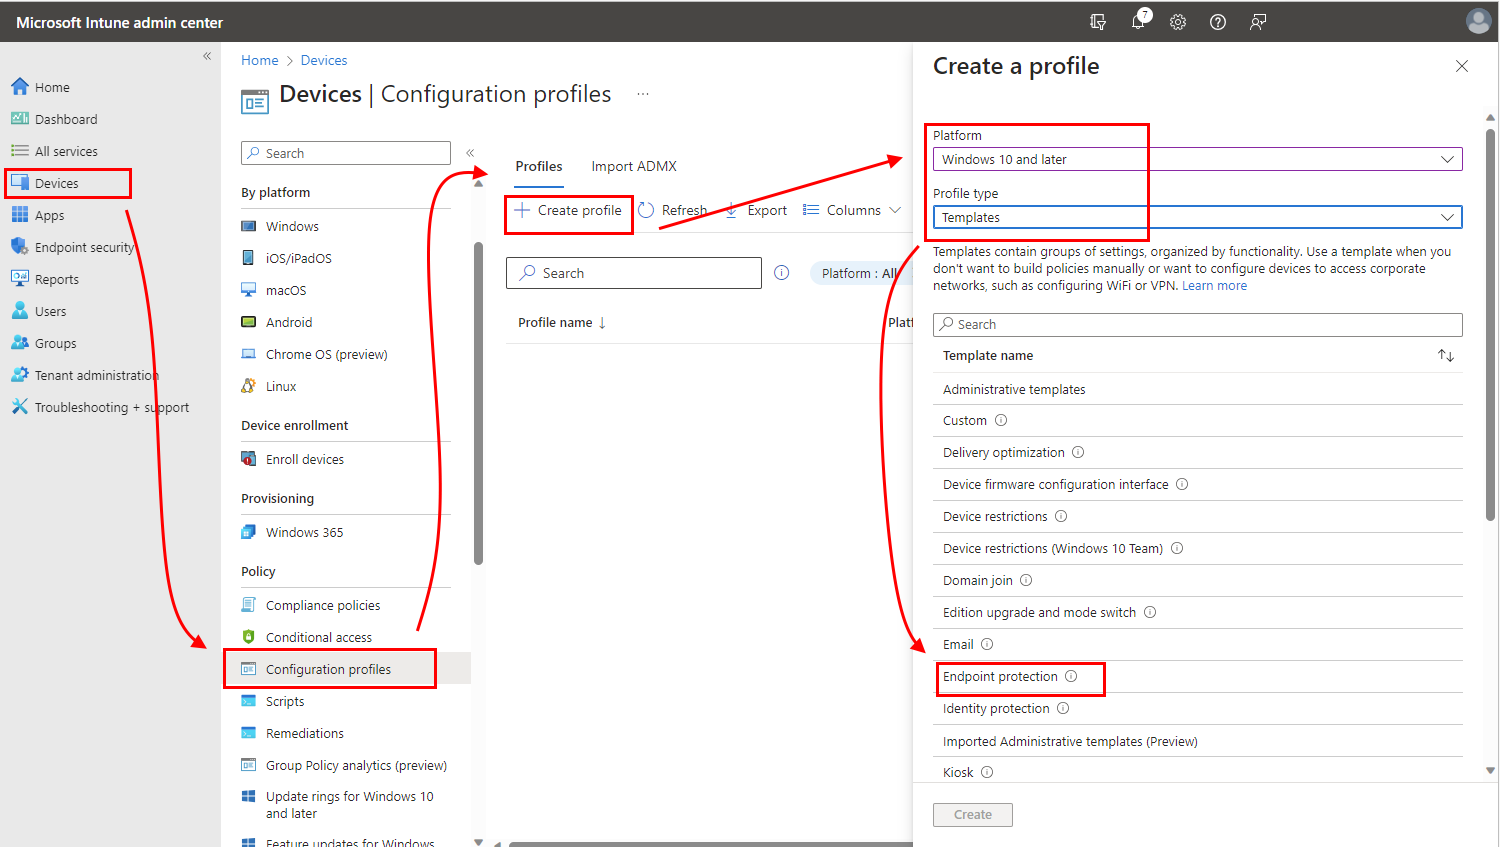 Microsoft Intune admin center
7
Home
Dashboard
All services
Devices
Apps
Endpoint security
Reports
Users
Groups
Tenant administration
Troubleshooting + support
Home > Devices
Devices | Configuration profiles ...
Search
By platform
Windows
iOS/iPadOS
macOS
Android
Chrome OS (preview)
Linux
Device enrollment
Enroll devices
Provisioning
Windows 365
Policy
Compliance policies
Conditional access
Configuration profiles
Scripts
Remediations
Group Policy analytics (preview)
Update rings for Windows 10
and later
Feature updates for Windows
Profiles Import ADMX
Create profile Refresh Export Columns
Search Platform : All
Profile name ↓ Platf
Create a profile
Platform
Windows 10 and later
Profile type
Templates
Templates contain groups of settings, organized by functionality. Use a template when you
don't want to build policies manually or want to configure devices to access corporate
networks, such as configuring WiFi or VPN. Learn more
Search
Template name
Administrative templates
Custom
Delivery optimization
Device firmware configuration interface
Device restrictions
Device restrictions (Windows 10 Team)
Domain join
Edition upgrade and mode switch
Email
Endpoint protection
Identity protection
Imported Administrative templates (Preview)
Kiosk
Create